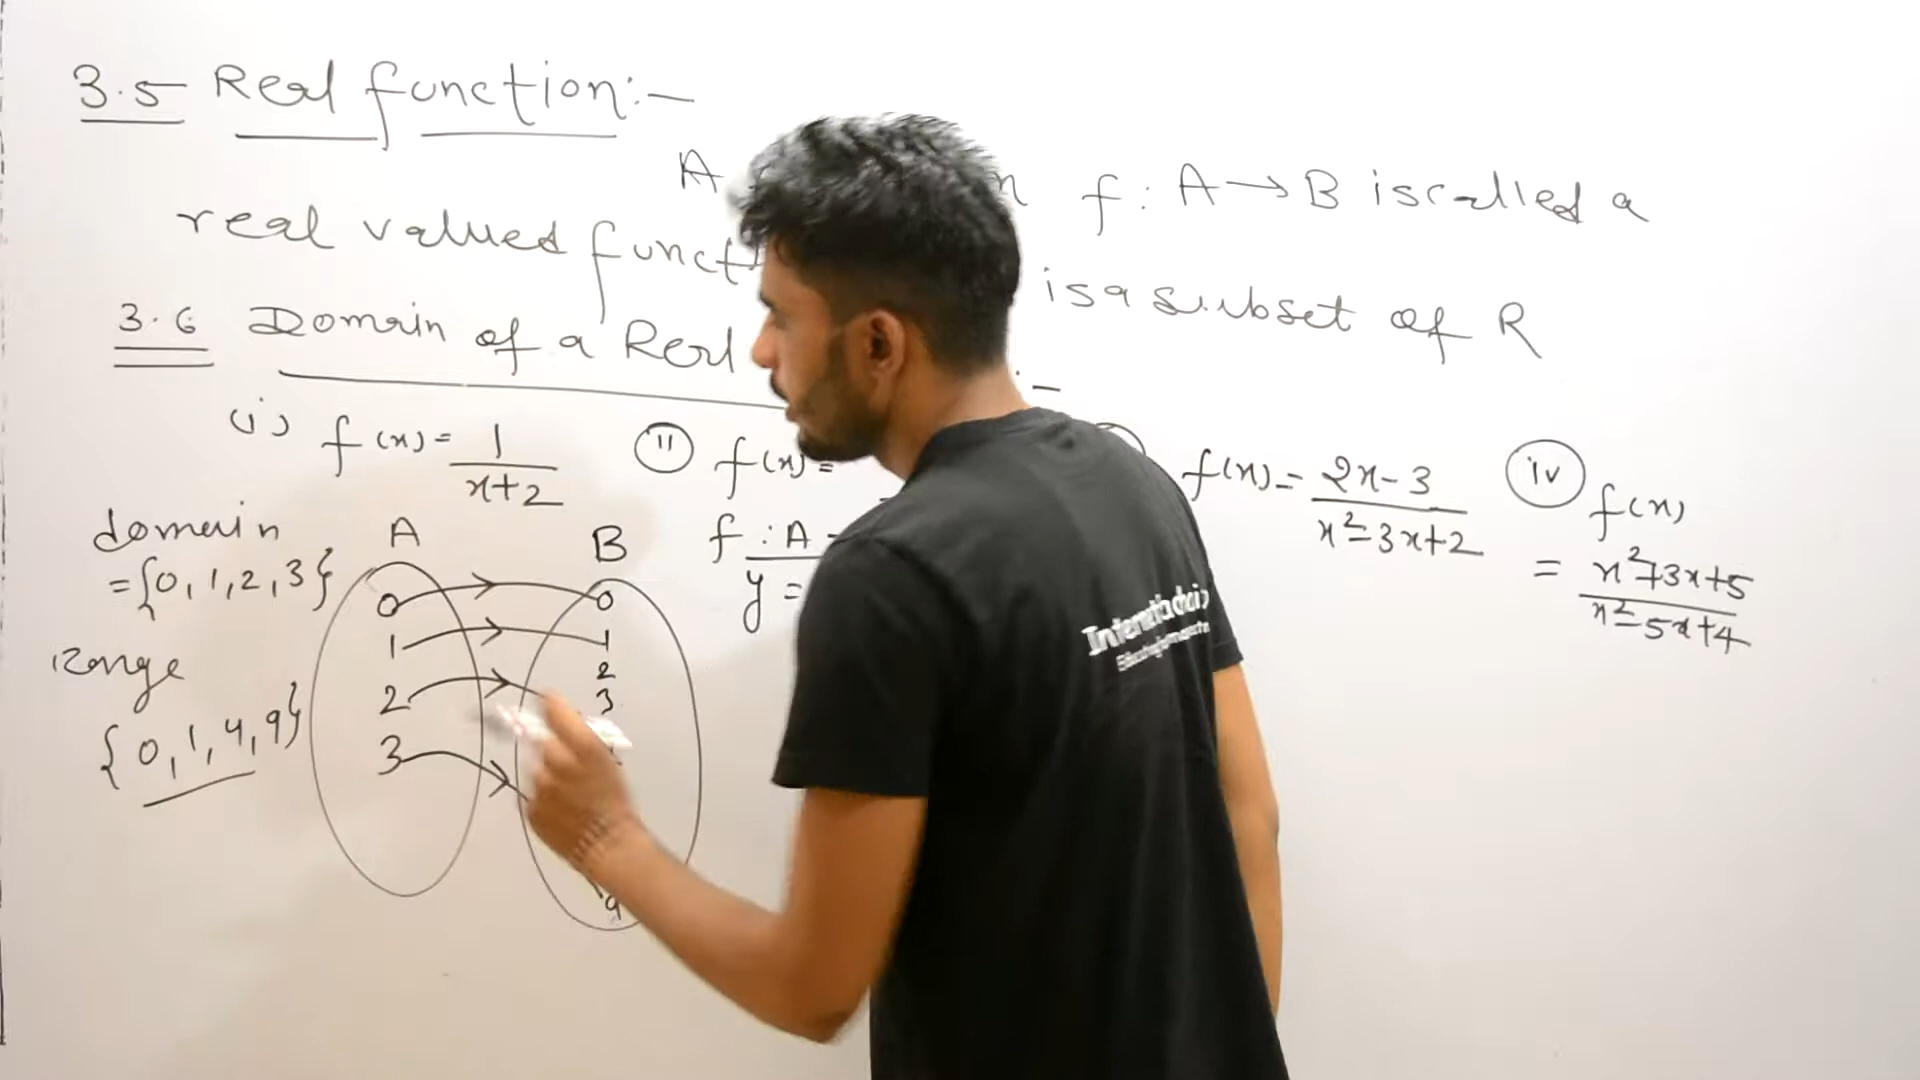 3.5 Real function:-
A f: A → B is called a
real valued is a subset of R
3.6 Domain of a Real :-
(i) f(x) = 1/(x+2)
(ii) f(x) =
f(x) = (2x-3)/(x²-3x+2)
(iv) f(x)
= (x²+3x+5)/(x²-5x+4)
domain
= {0, 1, 2, 3}
Range
{0, 1, 4, 9}
A
0
1
2
3
B
0
1
2
3
9
f : A
y =